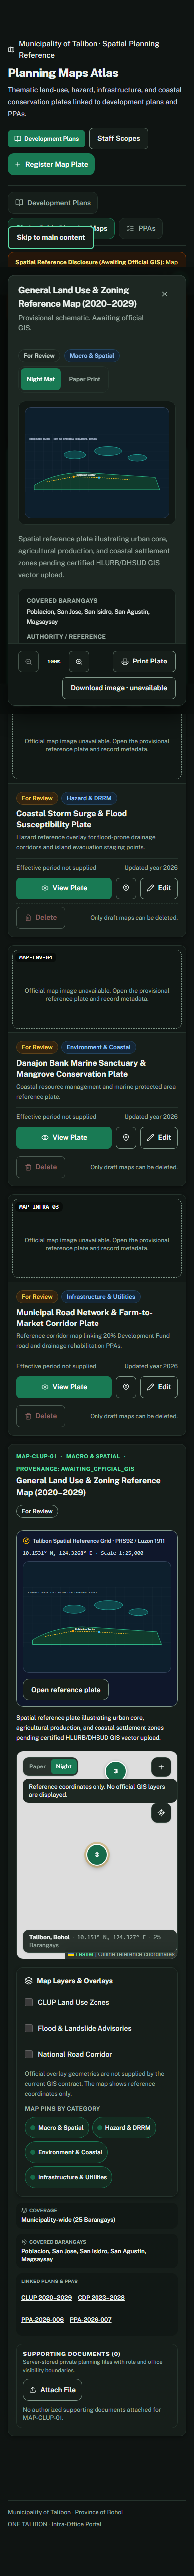 Municipality of Talibon · Spatial Planning
Reference
Planning Maps Atlas
Thematic land-use, hazard, infrastructure, and coastal
conservation plates linked to development plans and
PPAs.
Development Plans
Staff Scopes
Register Map Plate
Development Plans
Maps
PPAs
Skip to main content
Spatial Reference Disclosure (Awaiting Official GIS): Map
General Land Use & Zoning
Reference Map (2020–2029)
Provisional schematic. Awaiting official
GIS.
For Review
Macro & Spatial
Night Mat
Paper Print
Spatial reference plate illustrating urban core,
agricultural production, and coastal settlement
zones pending certified HLURB/DHSUD GIS
vector upload.
COVERED BARANGAYS
Poblacion, San Jose, San Isidro, San Agustin,
Magsaysay
AUTHORITY / REFERENCE
100%
Print Plate
Download image · unavailable
Official map image unavailable. Open the provisional
reference plate and record metadata.
For Review
Hazard & DRRM
Coastal Storm Surge & Flood
Susceptibility Plate
Hazard reference overlay for flood-prone drainage
corridors and island evacuation staging points.
Effective period not supplied
Updated year 2026
View Plate
Edit
Delete
Only draft maps can be deleted.
MAP-ENV-04
Official map image unavailable. Open the provisional
reference plate and record metadata.
For Review
Environment & Coastal
Danajon Bank Marine Sanctuary &
Mangrove Conservation Plate
Coastal resource management and marine protected area
reference plate.
Effective period not supplied
Updated year 2026
View Plate
Edit
Delete
Only draft maps can be deleted.
MAP-INFRA-03
Official map image unavailable. Open the provisional
reference plate and record metadata.
For Review
Infrastructure & Utilities
Municipal Road Network & Farm-to-
Market Corridor Plate
Reference corridor map linking 20% Development Fund
road and drainage rehabilitation PPAs.
Effective period not supplied
Updated year 2026
View Plate
Edit
Delete
Only draft maps can be deleted.
MAP-CLUP-01 · MACRO & SPATIAL ·
PROVENANCE: AWAITING_OFFICIAL_GIS
General Land Use & Zoning Reference
Map (2020–2029)
For Review
Talibon Spatial Reference Grid · PRS92 / Luzon 1911
10.1531° N, 124.3268° E · Scale 1:25,000
Open reference plate
Spatial reference plate illustrating urban core,
agricultural production, and coastal settlement zones
pending certified HLURB/DHSUD GIS vector upload.
Paper
Night
3
Reference coordinates only. No official GIS layers
are displayed.
3
Talibon, Bohol · 10.151° N, 124.327° E · 25
Barangays
Leaflet | Offline reference coordinates
Map Layers & Overlays
CLUP Land Use Zones
Flood & Landslide Advisories
National Road Corridor
Official overlay geometries are not supplied by the
current GIS contract. The map shows reference
coordinates only.
MAP PINS BY CATEGORY
Macro & Spatial
Hazard & DRRM
Environment & Coastal
Infrastructure & Utilities
COVERAGE
Municipality-wide (25 Barangays)
COVERED BARANGAYS
Poblacion, San Jose, San Isidro, San Agustin,
Magsaysay
LINKED PLANS & PPAS
CLUP 2020–2029
CDP 2023–2028
PPA-2026-006
PPA-2026-007
SUPPORTING DOCUMENTS (0)
Server-stored private planning files with role and office
visibility boundaries.
Attach File
No authorized supporting documents attached for
MAP-CLUP-01.
Municipality of Talibon · Province of Bohol
ONE TALIBON · Intra-Office Portal